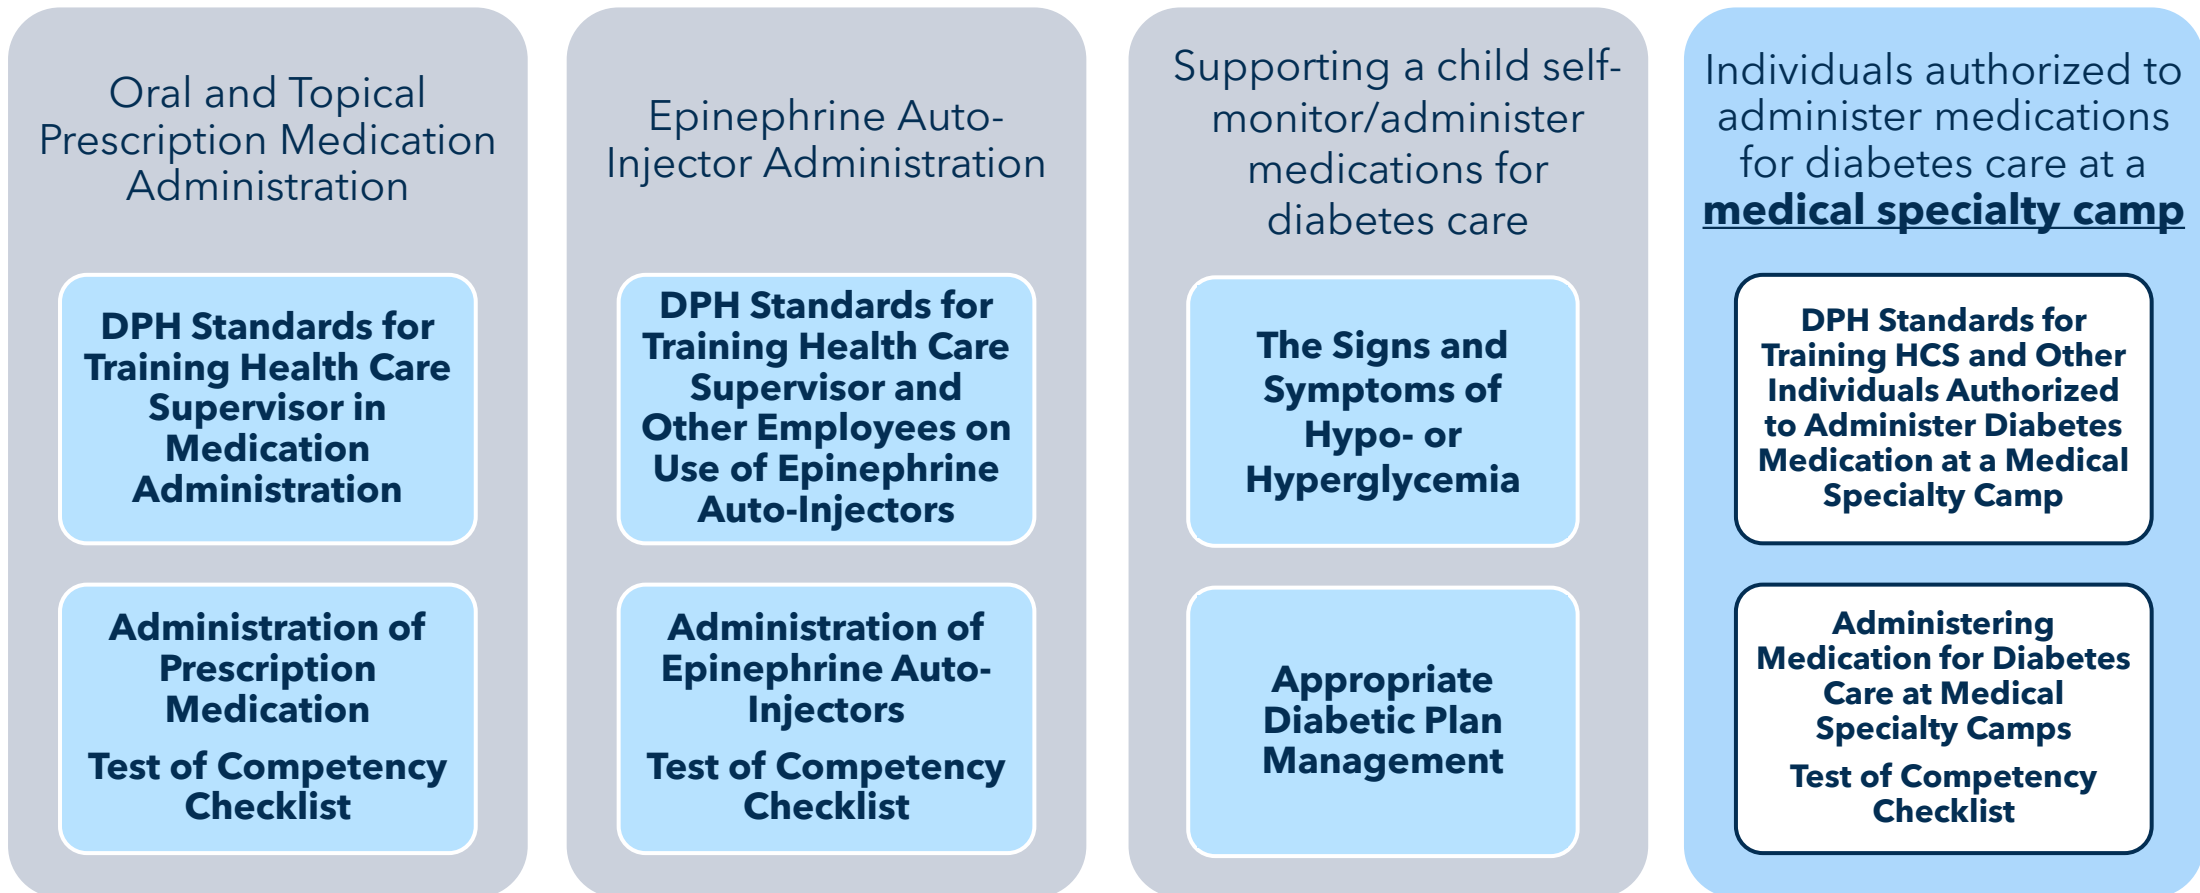 Oral and Topical
Prescription Medication
Administration
DPH Standards for
Training Health Care
Supervisor in
Medication
Administration
Administration of
Prescription
Medication
Test of Competency
Checklist
Epinephrine Auto-
Injector Administration
DPH Standards for
Training Health Care
Supervisor and
Other Employees on
Use of Epinephrine
Auto-Injectors
Administration of
Epinephrine Auto-
Injectors
Test of Competency
Checklist
Supporting a child self-
monitor/administer
medications for
diabetes care
The Signs and
Symptoms of
Hypo- or
Hyperglycemia
Appropriate
Diabetic Plan
Management
Individuals authorized to
administer medications
for diabetes care at a
medical specialty camp
DPH Standards for
Training HCS and Other
Individuals Authorized
to Administer Diabetes
Medication at a Medical
Specialty Camp
Administering
Medication for Diabetes
Care at Medical
Specialty Camps
Test of Competency
Checklist